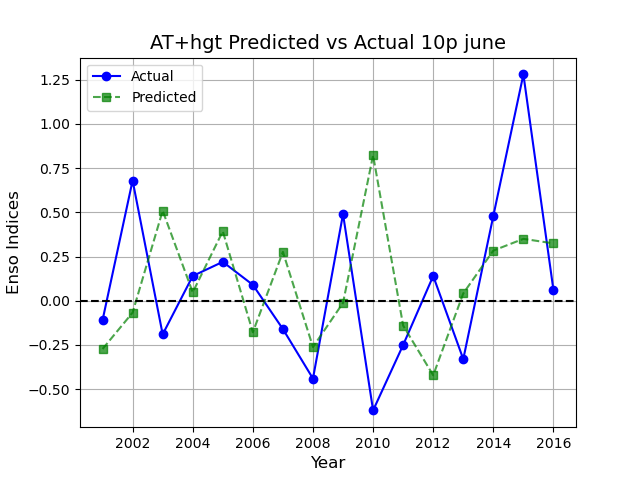 AT+hgt Predicted vs Actual 10p june
Actual
Predicted
1.25
1.00
0.75
0.50
0.25
0.00
−0.25
−0.50
Enso Indices
2002 2004 2006 2008 2010 2012 2014 2016
Year